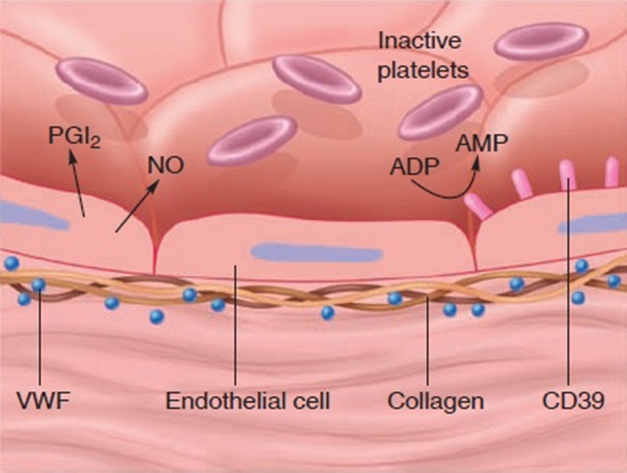 Inactive
platelets
PGI₂
NO
AMP
ADP
VWF
Endothelial cell
Collagen
CD39